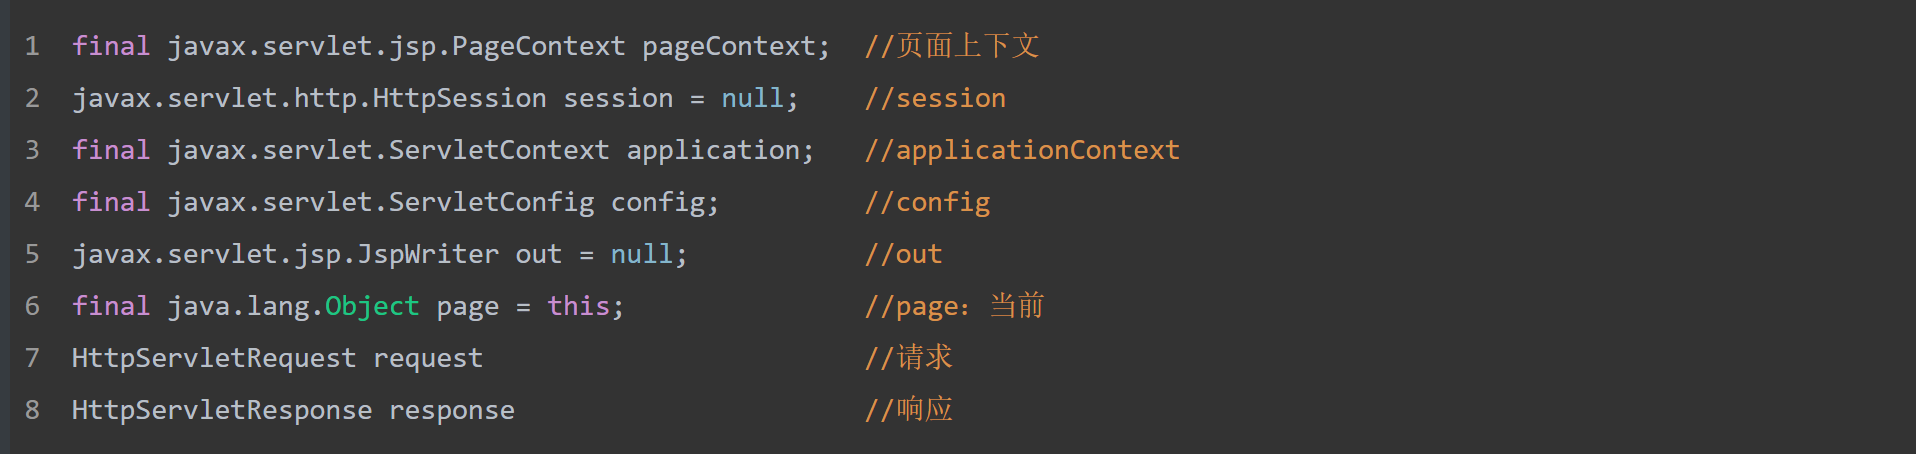 1 final javax.servlet.jsp.PageContext pageContext;  //页面上下文
2 javax.servlet.http.HttpSession session = null;    //session
3 final javax.servlet.ServletContext application;   //applicationContext
4 final javax.servlet.ServletConfig config;         //config
5 javax.servlet.jsp.JspWriter out = null;           //out
6 final java.lang.Object page = this;               //page：当前
7 HttpServletRequest request                        //请求
8 HttpServletResponse response                      //响应